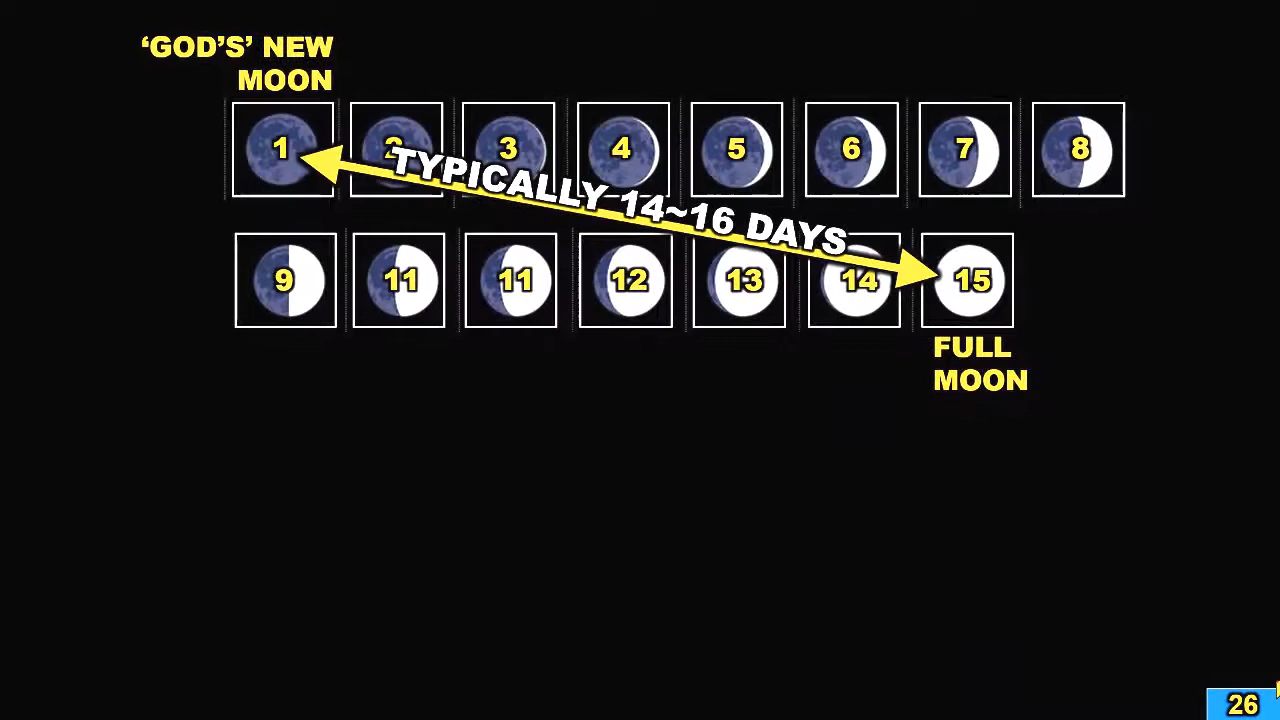 ‘GOD’S’ NEW
MOON
1 2 3 4 5 6 7 8
TYPICALLY 14~16 DAYS
9 11 11 12 13 14 15
FULL
MOON
26